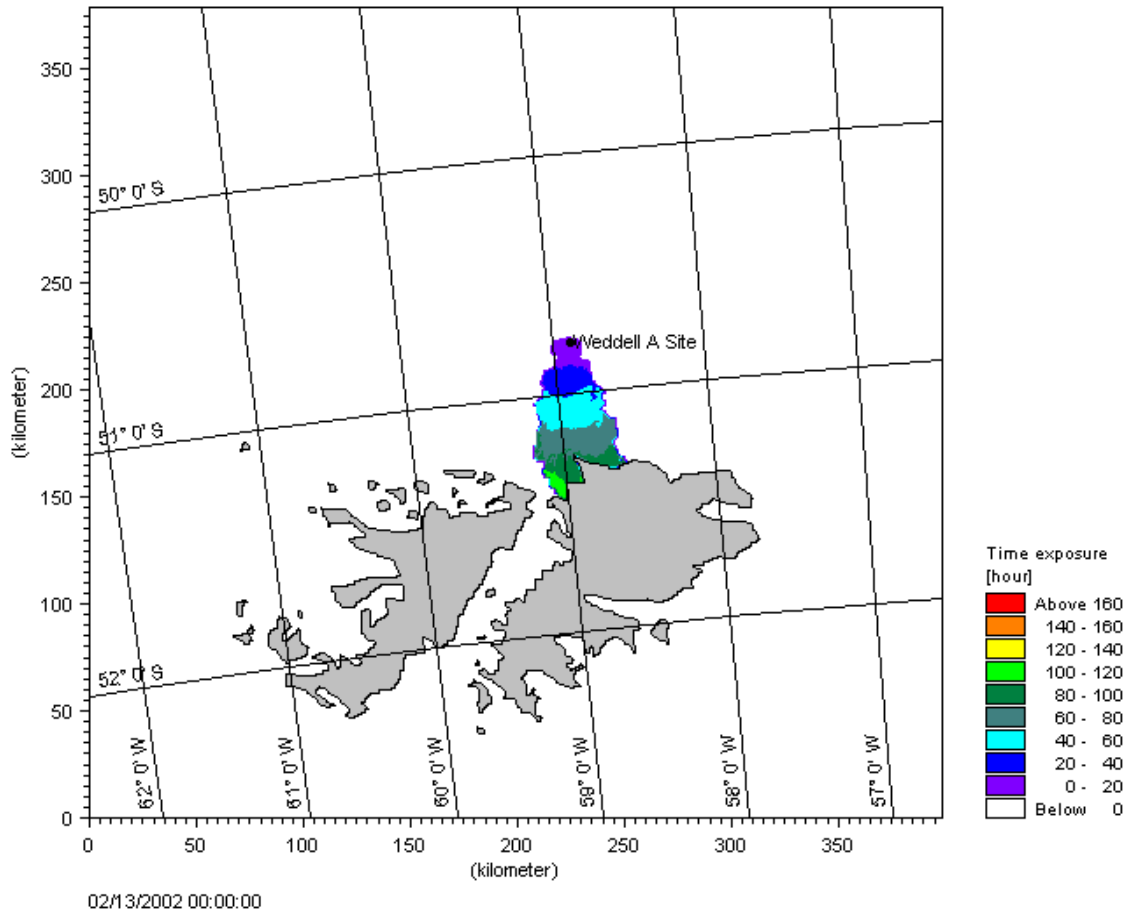 350
300
250
200
150
100
50
0
(kilometer)
50° 0' S
51° 0' S
52° 0' S
Weddell A Site
62° 0' W
61° 0' W
60° 0' W
59° 0' W
58° 0' W
57° 0' W
0 50 100 150 200 250 300 350
(kilometer)
02/13/2002 00:00:00
Time exposure
[hour]
Above 160
140 - 160
120 - 140
100 - 120
80 - 100
60 - 80
40 - 60
20 - 40
0 - 20
Below 0